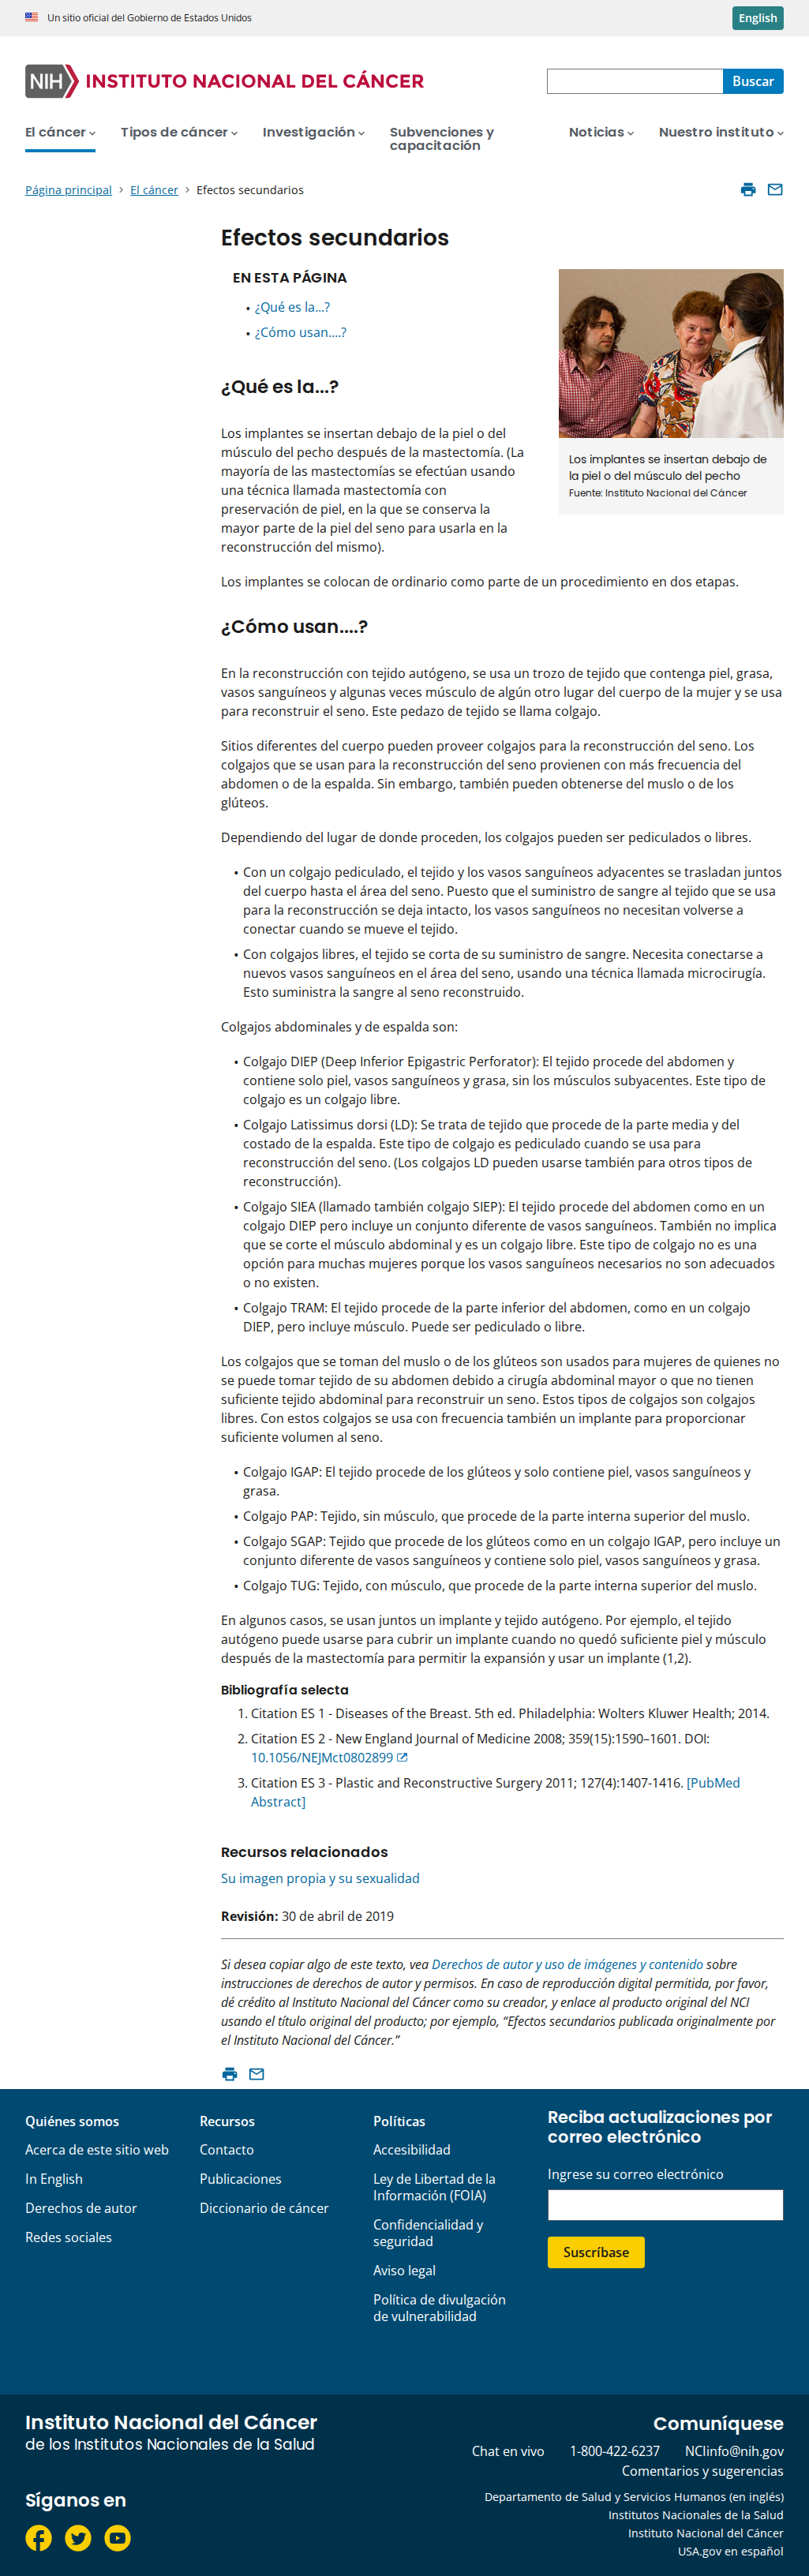 Un sitio oficial del Gobierno de Estados Unidos
English
NIH INSTITUTO NACIONAL DEL CÁNCER
Buscar
El cáncer
Tipos de cáncer
Investigación
Subvenciones y
capacitación
Noticias
Nuestro instituto
Página principal
El cáncer
Efectos secundarios
Efectos secundarios
EN ESTA PÁGINA
• ¿Qué es la...?
• ¿Cómo usan....?
Los implantes se insertan debajo de
la piel o del músculo del pecho
Fuente: Instituto Nacional del Cáncer
¿Qué es la...?
Los implantes se insertan debajo de la piel o del
músculo del pecho después de la mastectomía. (La
mayoría de las mastectomías se efectúan usando
una técnica llamada mastectomía con
preservación de piel, en la que se conserva la
mayor parte de la piel del seno para usarla en la
reconstrucción del mismo).
Los implantes se colocan de ordinario como parte de un procedimiento en dos etapas.
¿Cómo usan....?
En la reconstrucción con tejido autógeno, se usa un trozo de tejido que contenga piel, grasa,
vasos sanguíneos y algunas veces músculo de algún otro lugar del cuerpo de la mujer y se usa
para reconstruir el seno. Este pedazo de tejido se llama colgajo.
Sitios diferentes del cuerpo pueden proveer colgajos para la reconstrucción del seno. Los
colgajos que se usan para la reconstrucción del seno provienen con más frecuencia del
abdomen o de la espalda. Sin embargo, también pueden obtenerse del muslo o de los
glúteos.
Dependiendo del lugar de donde proceden, los colgajos pueden ser pediculados o libres.
• Con un colgajo pediculado, el tejido y los vasos sanguíneos adyacentes se trasladan juntos
del cuerpo hasta el área del seno. Puesto que el suministro de sangre al tejido que se usa
para la reconstrucción se deja intacto, los vasos sanguíneos no necesitan volverse a
conectar cuando se mueve el tejido.
• Con colgajos libres, el tejido se corta de su suministro de sangre. Necesita conectarse a
nuevos vasos sanguíneos en el área del seno, usando una técnica llamada microcirugía.
Esto suministra la sangre al seno reconstruido.
Colgajos abdominales y de espalda son:
• Colgajo DIEP (Deep Inferior Epigastric Perforator): El tejido procede del abdomen y
contiene solo piel, vasos sanguíneos y grasa, sin los músculos subyacentes. Este tipo de
colgajo es un colgajo libre.
• Colgajo Latissimus dorsi (LD): Se trata de tejido que procede de la parte media y del
costado de la espalda. Este tipo de colgajo es pediculado cuando se usa para
reconstrucción del seno. (Los colgajos LD pueden usarse también para otros tipos de
reconstrucción).
• Colgajo SIEA (llamado también colgajo SIEP): El tejido procede del abdomen como en un
colgajo DIEP pero incluye un conjunto diferente de vasos sanguíneos. También no implica
que se corte el músculo abdominal y es un colgajo libre. Este tipo de colgajo no es una
opción para muchas mujeres porque los vasos sanguíneos necesarios no son adecuados
o no existen.
• Colgajo TRAM: El tejido procede de la parte inferior del abdomen, como en un colgajo
DIEP, pero incluye músculo. Puede ser pediculado o libre.
Los colgajos que se toman del muslo o de los glúteos son usados para mujeres de quienes no
se puede tomar tejido de su abdomen debido a cirugía abdominal mayor o que no tienen
suficiente tejido abdominal para reconstruir un seno. Estos tipos de colgajos son colgajos
libres. Con estos colgajos se usa con frecuencia también un implante para proporcionar
suficiente volumen al seno.
• Colgajo IGAP: El tejido procede de los glúteos y solo contiene piel, vasos sanguíneos y
grasa.
• Colgajo PAP: Tejido, sin músculo, que procede de la parte interna superior del muslo.
• Colgajo SGAP: Tejido que procede de los glúteos como en un colgajo IGAP, pero incluye un
conjunto diferente de vasos sanguíneos y contiene solo piel, vasos sanguíneos y grasa.
• Colgajo TUG: Tejido, con músculo, que procede de la parte interna superior del muslo.
En algunos casos, se usan juntos un implante y tejido autógeno. Por ejemplo, el tejido
autógeno puede usarse para cubrir un implante cuando no quedó suficiente piel y músculo
después de la mastectomía para permitir la expansión y usar un implante (1,2).
Bibliografía selecta
1. Citation ES 1 - Diseases of the Breast. 5th ed. Philadelphia: Wolters Kluwer Health; 2014.
2. Citation ES 2 - New England Journal of Medicine 2008; 359(15):1590–1601. DOI:
10.1056/NEJMct0802899
3. Citation ES 3 - Plastic and Reconstructive Surgery 2011; 127(4):1407-1416. [PubMed
Abstract]
Recursos relacionados
Su imagen propia y su sexualidad
Revisión: 30 de abril de 2019
Si desea copiar algo de este texto, vea Derechos de autor y uso de imágenes y contenido sobre
instrucciones de derechos de autor y permisos. En caso de reproducción digital permitida, por favor,
dé crédito al Instituto Nacional del Cáncer como su creador, y enlace al producto original del NCI
usando el título original del producto; por ejemplo, “Efectos secundarios publicada originalmente por
el Instituto Nacional del Cáncer.”
Quiénes somos
Acerca de este sitio web
In English
Derechos de autor
Redes sociales
Recursos
Contacto
Publicaciones
Diccionario de cáncer
Políticas
Accesibilidad
Ley de Libertad de la
Información (FOIA)
Confidencialidad y
seguridad
Aviso legal
Política de divulgación
de vulnerabilidad
Reciba actualizaciones por
correo electrónico
Ingrese su correo electrónico
Suscríbase
Instituto Nacional del Cáncer
de los Institutos Nacionales de la Salud
Síganos en
Comuníquese
Chat en vivo
1-800-422-6237
NCIinfo@nih.gov
Comentarios y sugerencias
Departamento de Salud y Servicios Humanos (en inglés)
Institutos Nacionales de la Salud
Instituto Nacional del Cáncer
USA.gov en español